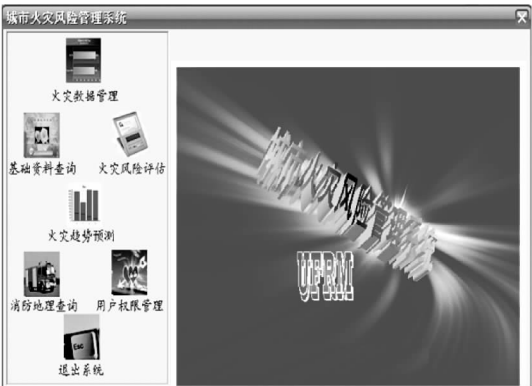 城市火灾风险管理系统
火灾数据管理
基础资料查询 火灾风险评估
火灾趋势预测
消防地理查询 用户权限管理
Esc
退出系统
城市火灾风险管理系统
UFRM